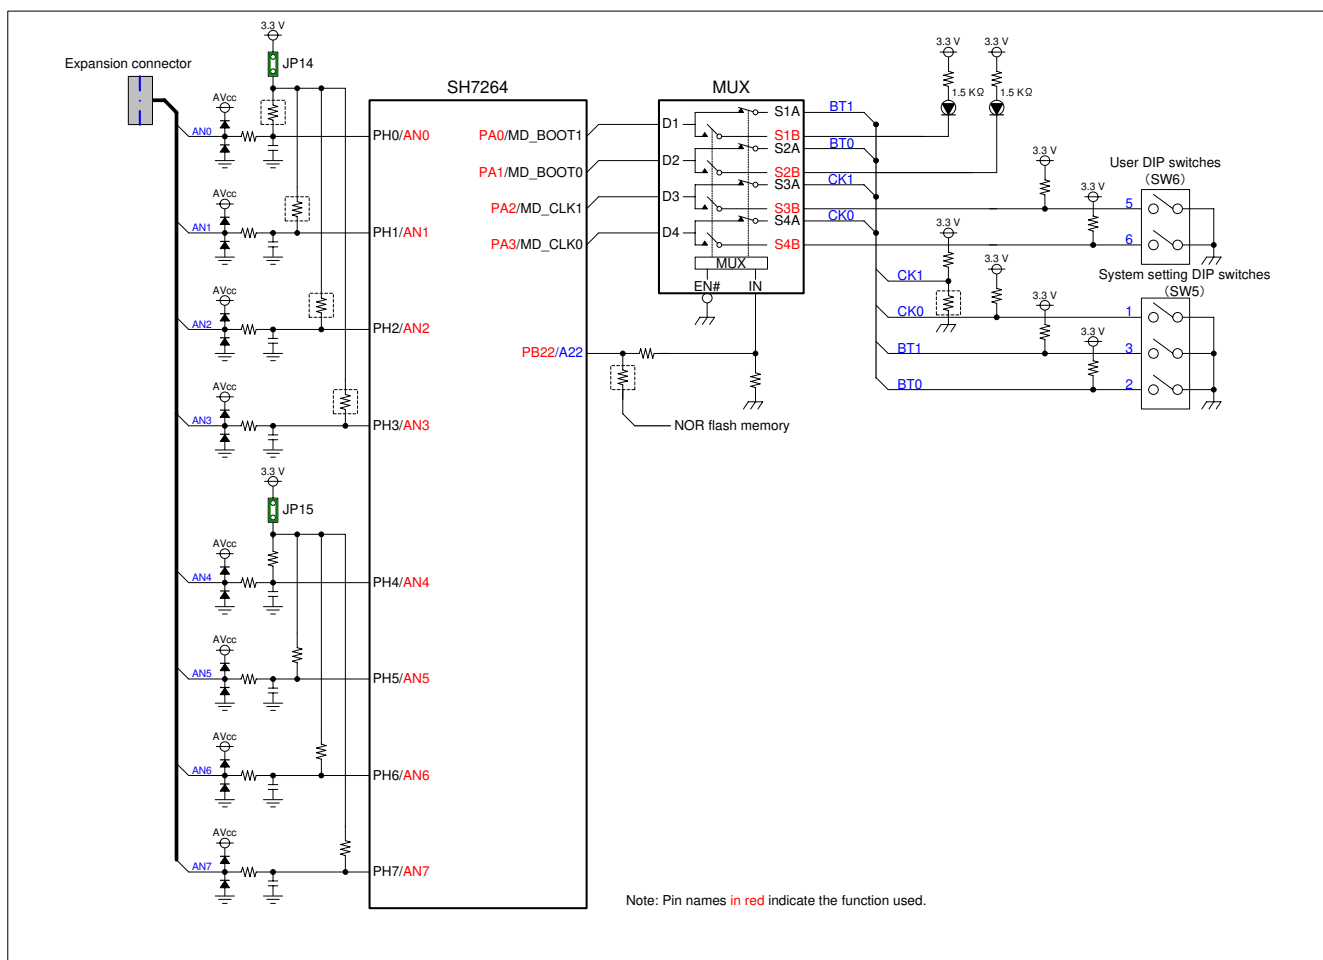 3.3 V
JP14
Expansion connector
SH7264
MUX
3.3 V
3.3 V
1.5 KΩ
1.5 KΩ
AVcc
AN0
PH0/AN0
PA0/MD_BOOT1
D1
S1A
BT1
S1B
PA1/MD_BOOT0
D2
S2A
BT0
S2B
3.3 V
User DIP switches
(SW6)
AVcc
AN1
PH1/AN1
PA2/MD_CLK1
D3
S3A
CK1
S3B
3.3 V
5
PA3/MD_CLK0
D4
S4A
CK0
S4B
3.3 V
6
MUX
EN#
IN
CK1
3.3 V
System setting DIP switches
(SW5)
AVcc
AN2
PH2/AN2
CK0
3.3 V
1
PB22/A22
BT1
3.3 V
3
BT0
2
AVcc
AN3
PH3/AN3
NOR flash memory
3.3 V
JP15
AVcc
AN4
PH4/AN4
AVcc
AN5
PH5/AN5
AVcc
AN6
PH6/AN6
AVcc
AN7
PH7/AN7
Note: Pin names in red indicate the function used.